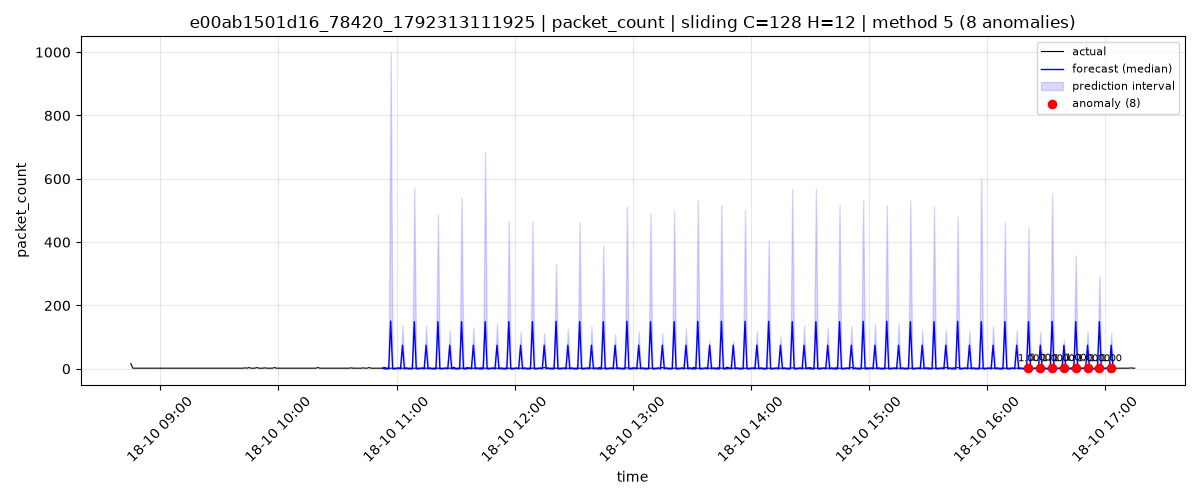 e00ab1501d16_78420_1792313111925 | packet_count | sliding C=128 H=12 | method 5 (8 anomalies)
packet_count
1000
800
600
400
200
0
actual
forecast (median)
prediction interval
anomaly (8)
18-10 09:00
18-10 10:00
18-10 11:00
18-10 12:00
18-10 13:00
18-10 14:00
18-10 15:00
18-10 16:00
18-10 17:00
time